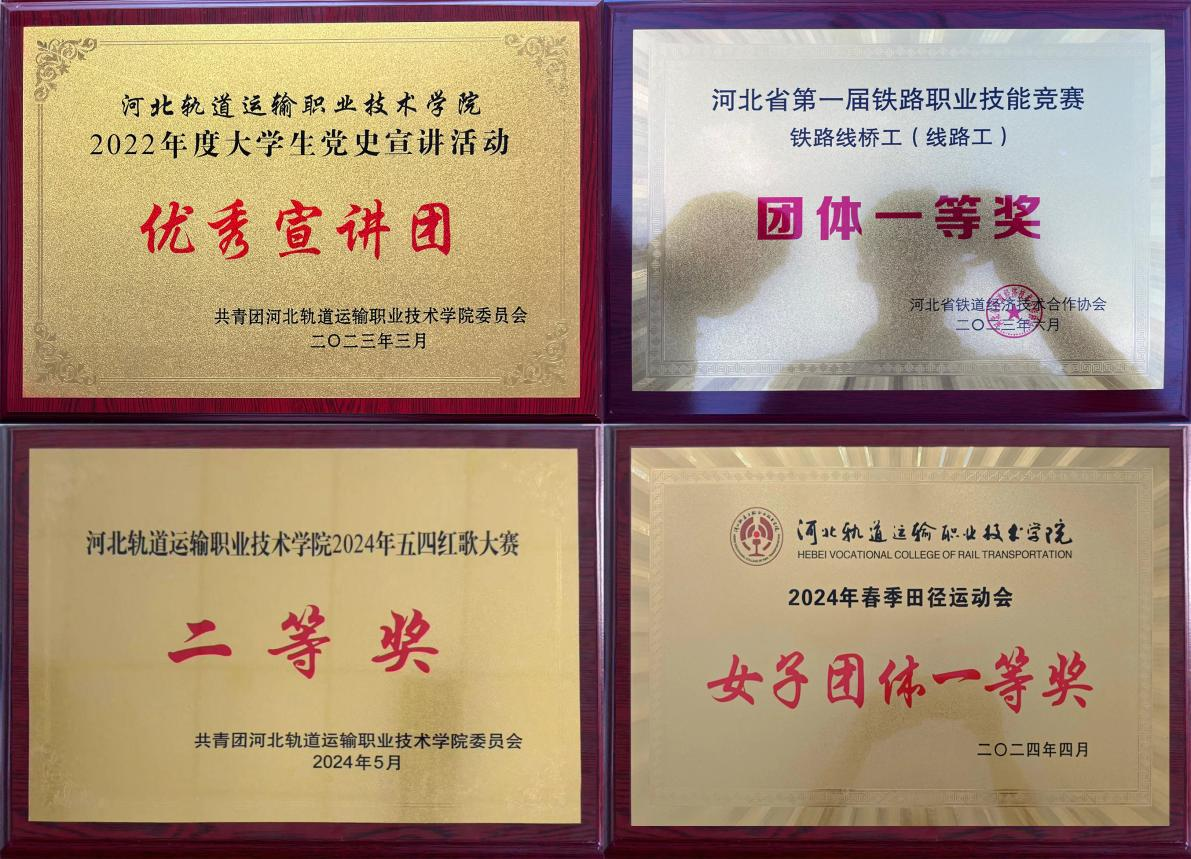 河北轨道运输职业技术学院
2022年度大学生党史宣讲活动
优秀宣讲团
共青团河北轨道运输职业技术学院委员会
二〇二三年三月
河北省第一届铁路职业技能竞赛
铁路线桥工（线路工）
团体一等奖
河北省铁道经济技术合作协会
二〇二三年六月
河北轨道运输职业技术学院2024年五四红歌大赛
二等奖
共青团河北轨道运输职业技术学院委员会
2024年5月
河北轨道运输职业技术学院
HEBEI VOCATIONAL COLLEGE OF RAIL TRANSPORTATION
2024年春季田径运动会
女子团体一等奖
二〇二四年四月